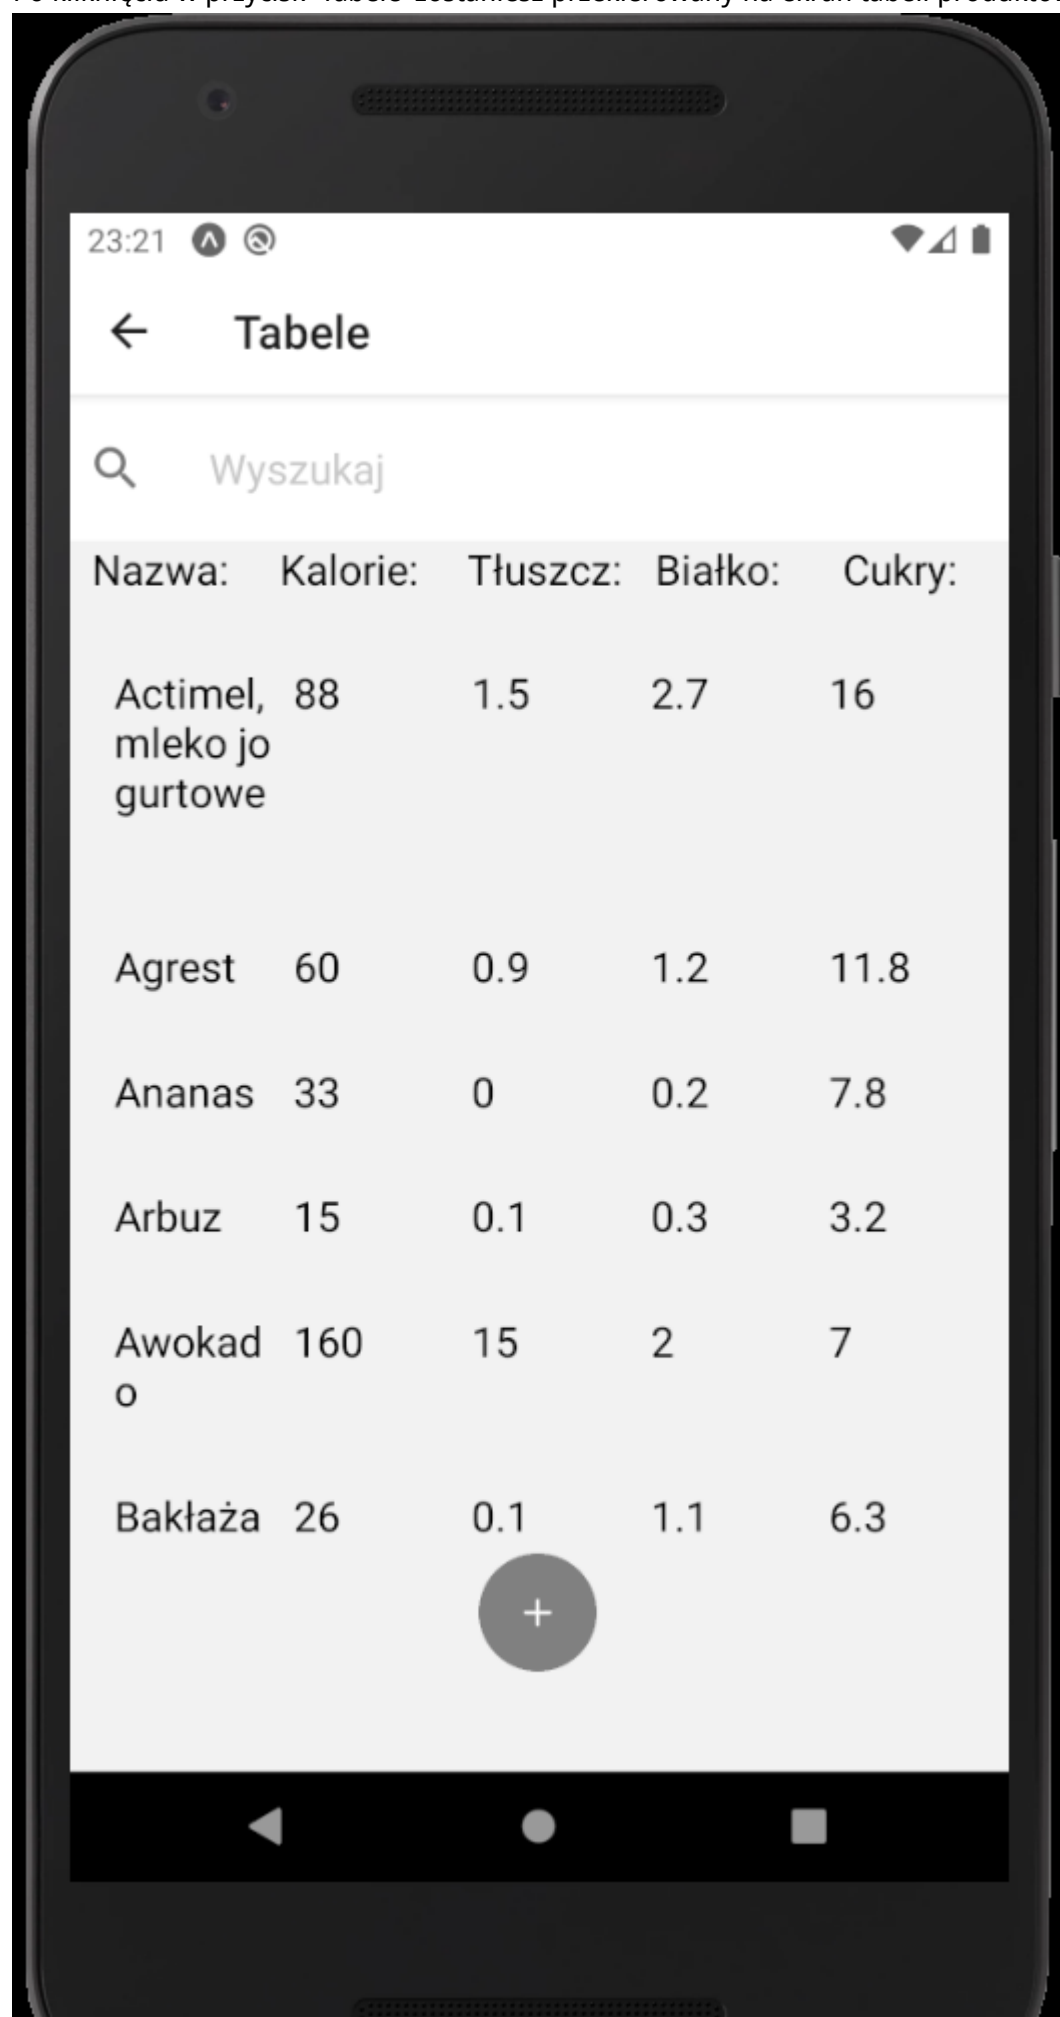 23:21
Tabele
Wyszukaj
Nazwa: Kalorie: Tłuszcz: Białko: Cukry:
Actimel, 88 1.5 2.7 16
mleko jo
gurtowe
Agrest 60 0.9 1.2 11.8
Ananas 33 0 0.2 7.8
Arbuz 15 0.1 0.3 3.2
Awokad 160 15 2 7
o
Bakłaża 26 0.1 1.1 6.3
+